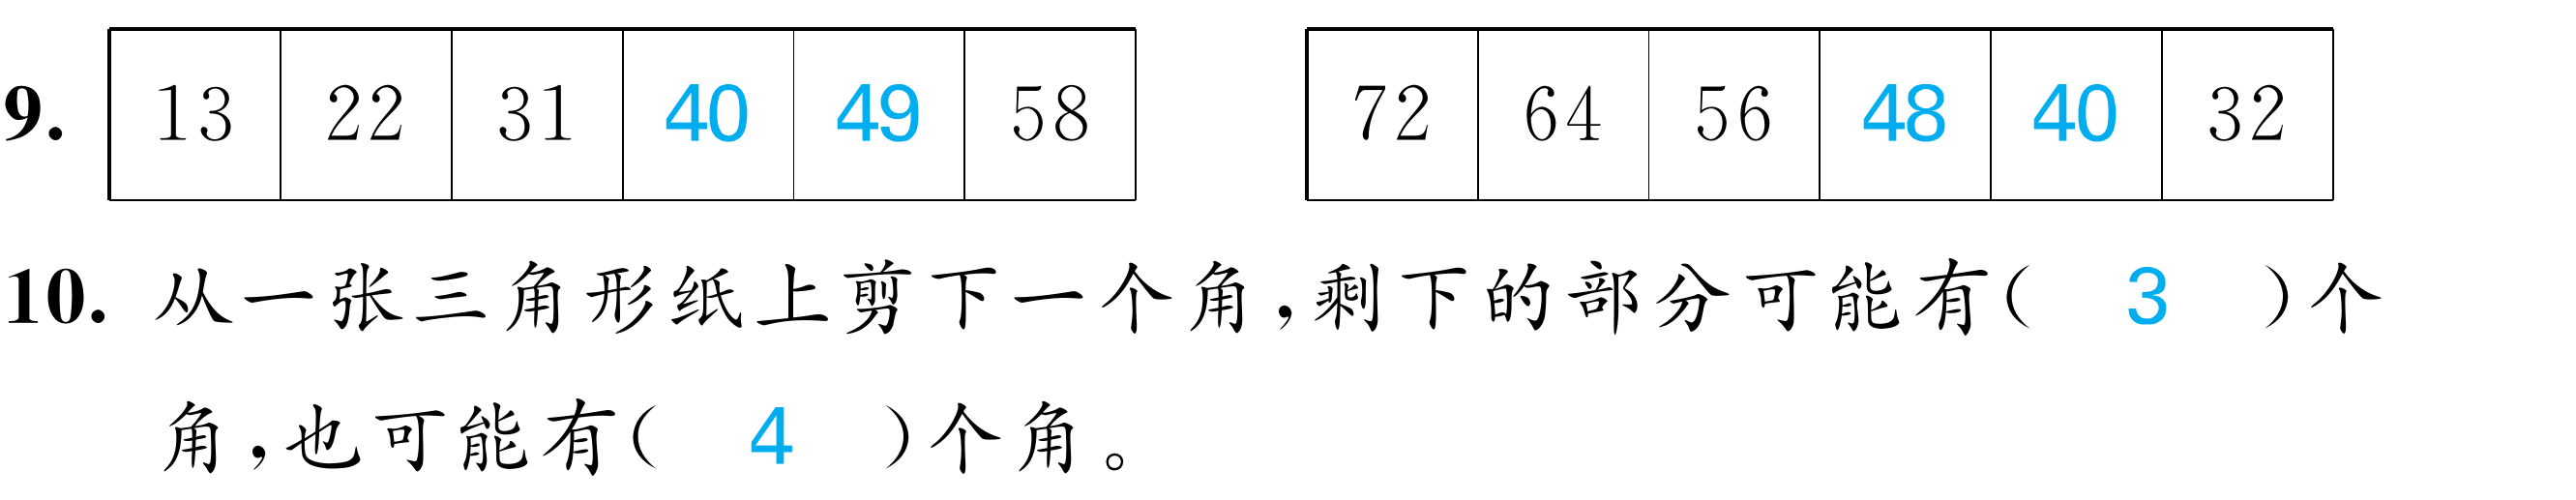 9. 13 22 31 40 49 58 72 64 56 48 40 32
10. 从一张三角形纸上剪下一个角,剩下的部分可能有( 3 )个
角,也可能有( 4 )个角。